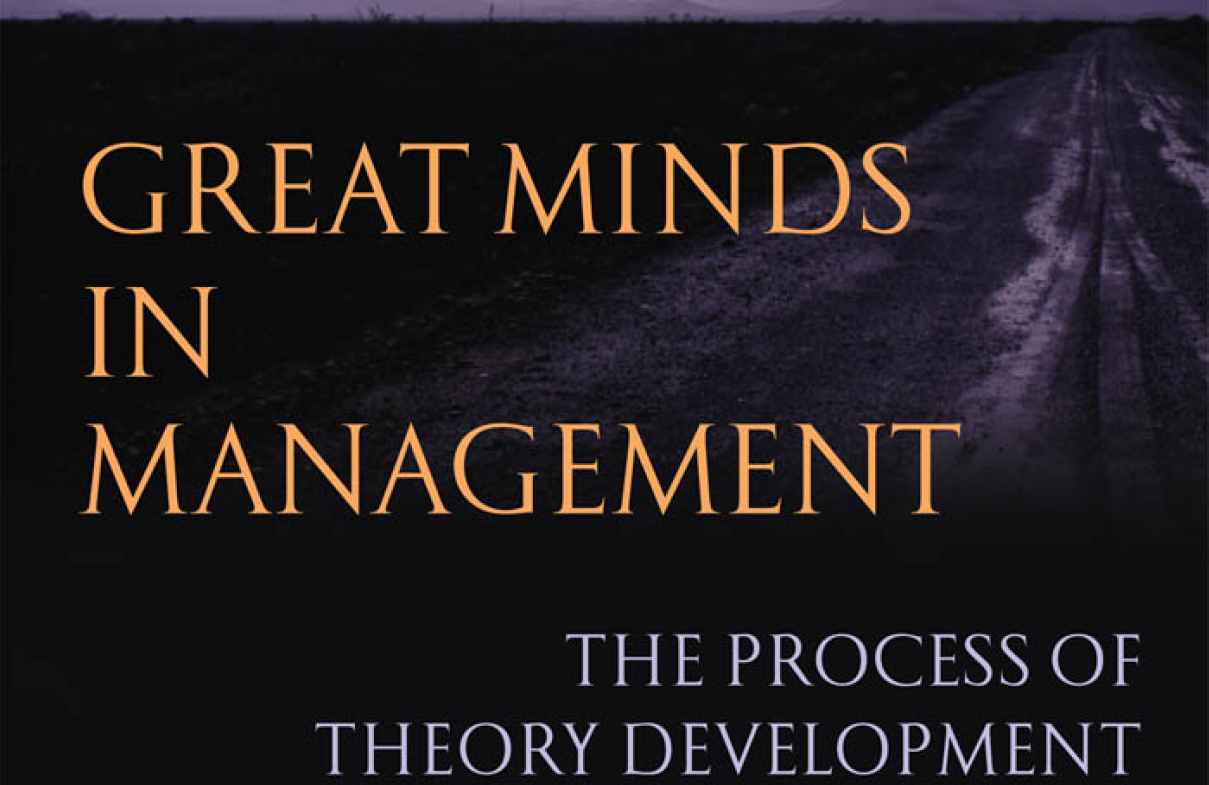 GREAT MINDS
IN
MANAGEMENT
THE PROCESS OF
THEORY DEVELOPMENT